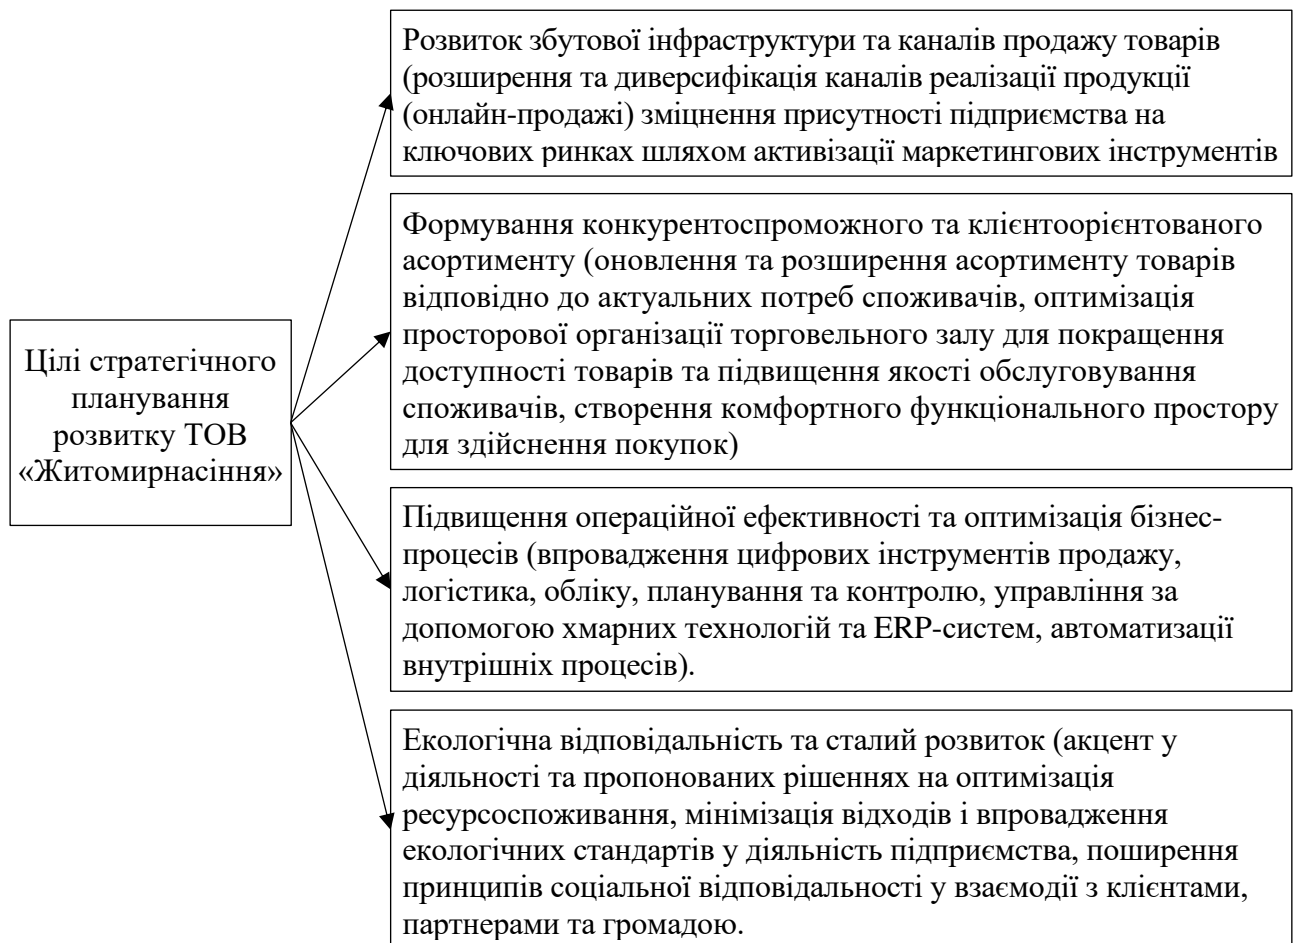 Розвиток збутової інфраструктури та каналів продажу товарів
(розширення та диверсифікація каналів реалізації продукції
(онлайн-продажі) зміцнення присутності підприємства на
ключових ринках шляхом активізації маркетингових інструментів
Формування конкурентоспроможного та клієнтоорієнтованого
асортименту (оновлення та розширення асортименту товарів
відповідно до актуальних потреб споживачів, оптимізація
просторової організації торговельного залу для покращення
доступності товарів та підвищення якості обслуговування
споживачів, створення комфортного функціонального простору
для здійснення покупок)
Цілі стратегічного
планування
розвитку ТОВ
«Житомирнасіння»
Підвищення операційної ефективності та оптимізація бізнес-
процесів (впровадження цифрових інструментів продажу,
логістика, обліку, планування та контролю, управління за
допомогою хмарних технологій та ERP-систем, автоматизації
внутрішніх процесів).
Екологічна відповідальність та сталий розвиток (акцент у
діяльності та пропонованих рішеннях на оптимізація
ресурсоспоживання, мінімізація відходів і впровадження
екологічних стандартів у діяльність підприємства, поширення
принципів соціальної відповідальності у взаємодії з клієнтами,
партнерами та громадою.